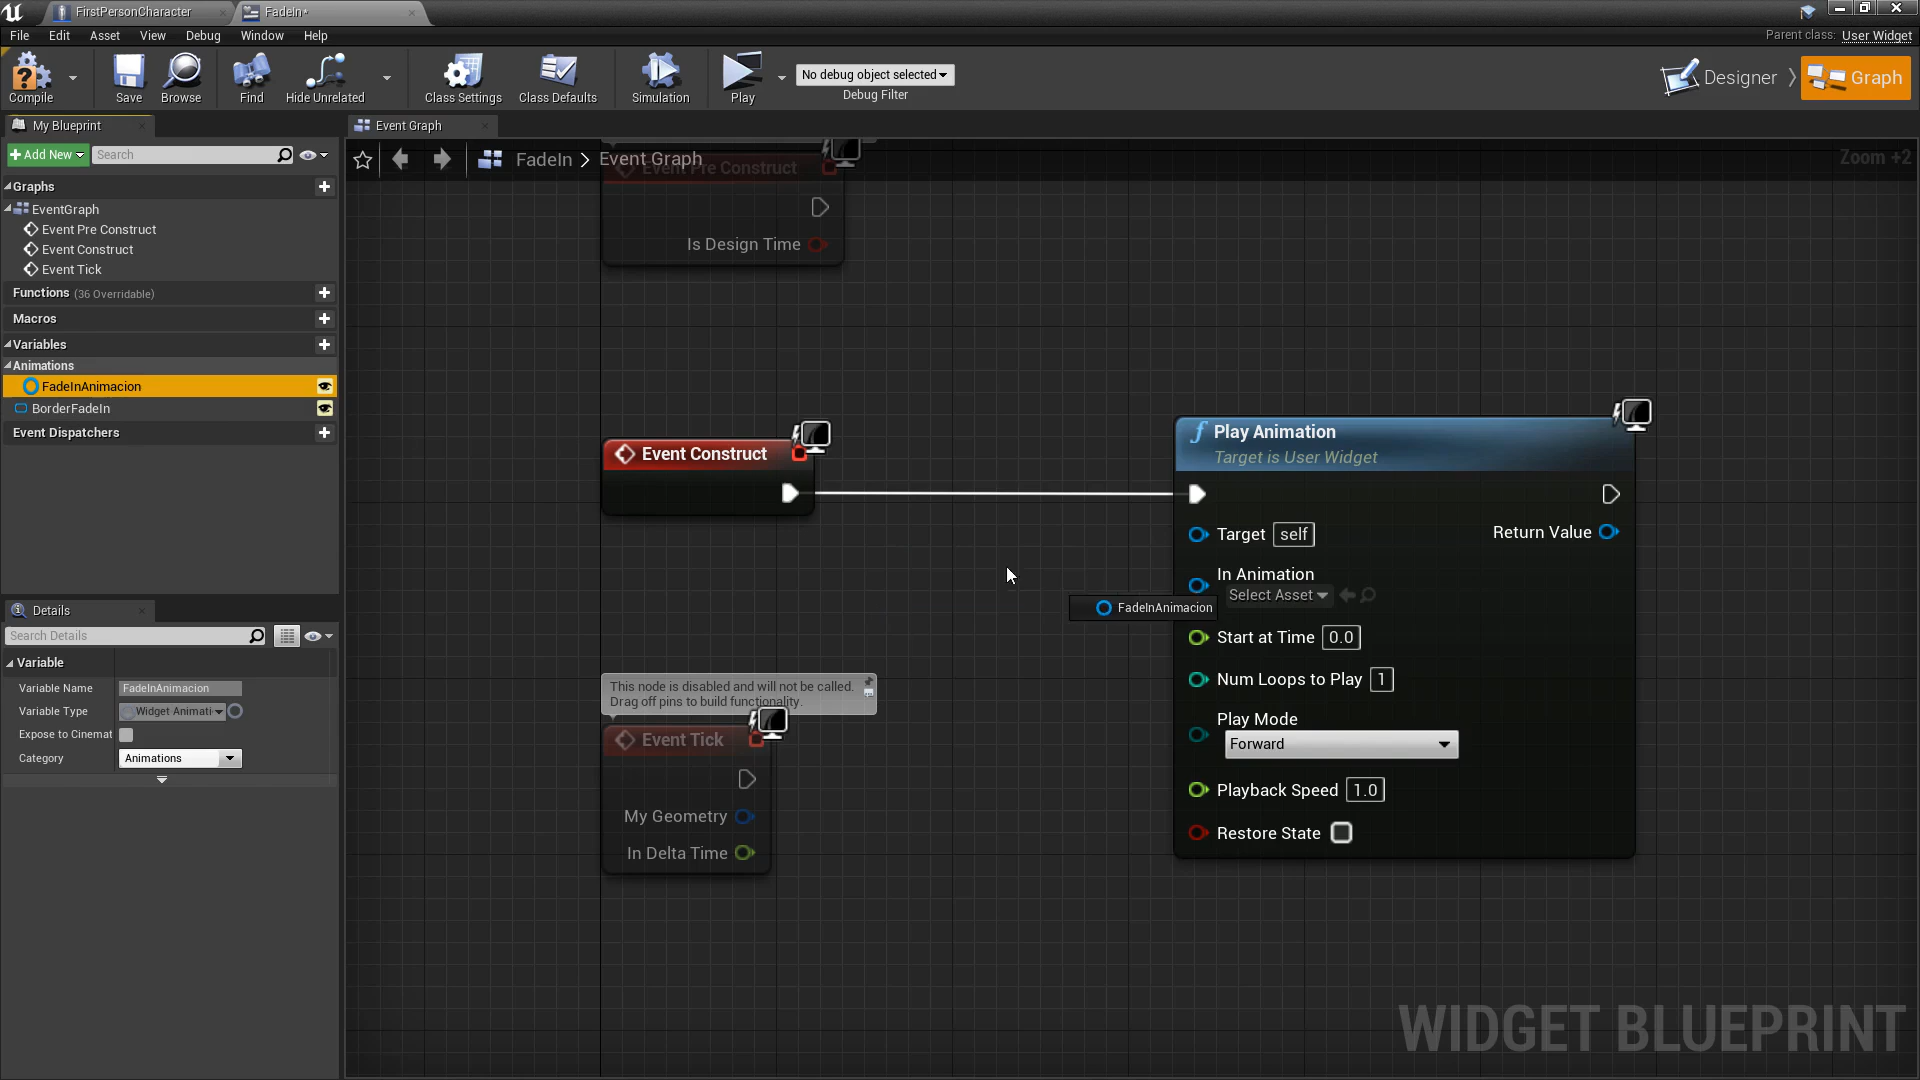 FirstPersonCharacter
FadeIn*
File Edit Asset View Debug Window Help
Parent class: User Widget
Compile
Save
Browse
Find
Hide Unrelated
Class Settings
Class Defaults
Simulation
Play
No debug object selected
Debug Filter
Designer
Graph
My Blueprint
Event Graph
Add New
Search
FadeIn > Event Graph
Zoom +2
Graphs
EventGraph
Event Pre Construct
Event Construct
Event Tick
Functions (36 Overridable)
Macros
Variables
Animations
FadeInAnimacion
BorderFadeIn
Event Dispatchers
Details
Search Details
Variable
Variable Name FadeInAnimacion
Variable Type Widget Animati
Expose to Cinemat
Category Animations
Event Pre Construct
Is Design Time
Event Construct
Play Animation
Target is User Widget
Target self
Return Value
In Animation
Select Asset
FadeInAnimacion
Start at Time 0.0
Num Loops to Play 1
Play Mode
Forward
Playback Speed 1.0
Restore State
This node is disabled and will not be called.
Drag off pins to build functionality.
Event Tick
My Geometry
In Delta Time
WIDGET BLUEPRINT